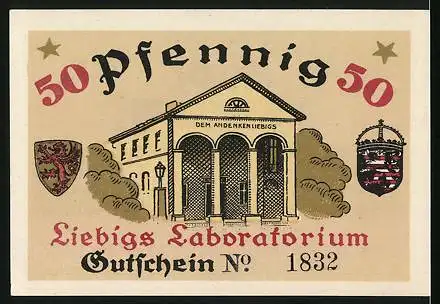 50 Pfennig 50
DEM ANDENKEN LIEBIGS
Liebigs Laboratorium
Gutschein No. 1832